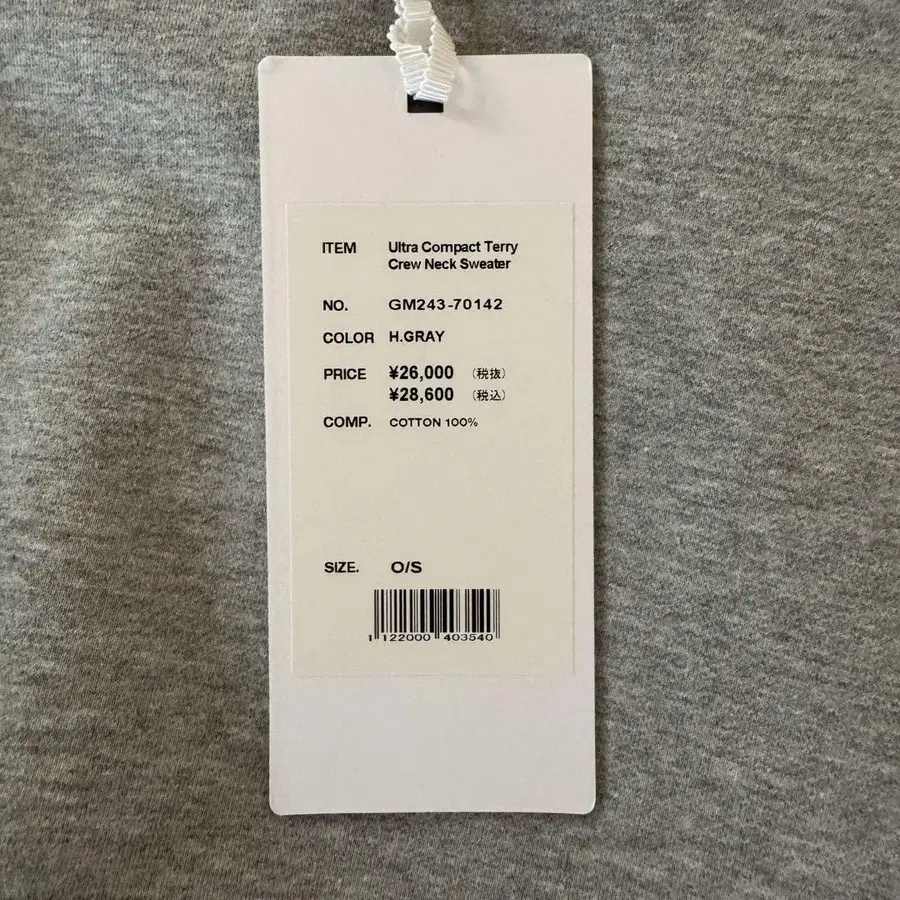 ITEM Ultra Compact Terry
Crew Neck Sweater
NO. GM243-70142
COLOR H.GRAY
PRICE ¥26,000 (税抜)
¥28,600 (税込)
COMP. COTTON 100%
SIZE. O/S
1 122000 403540